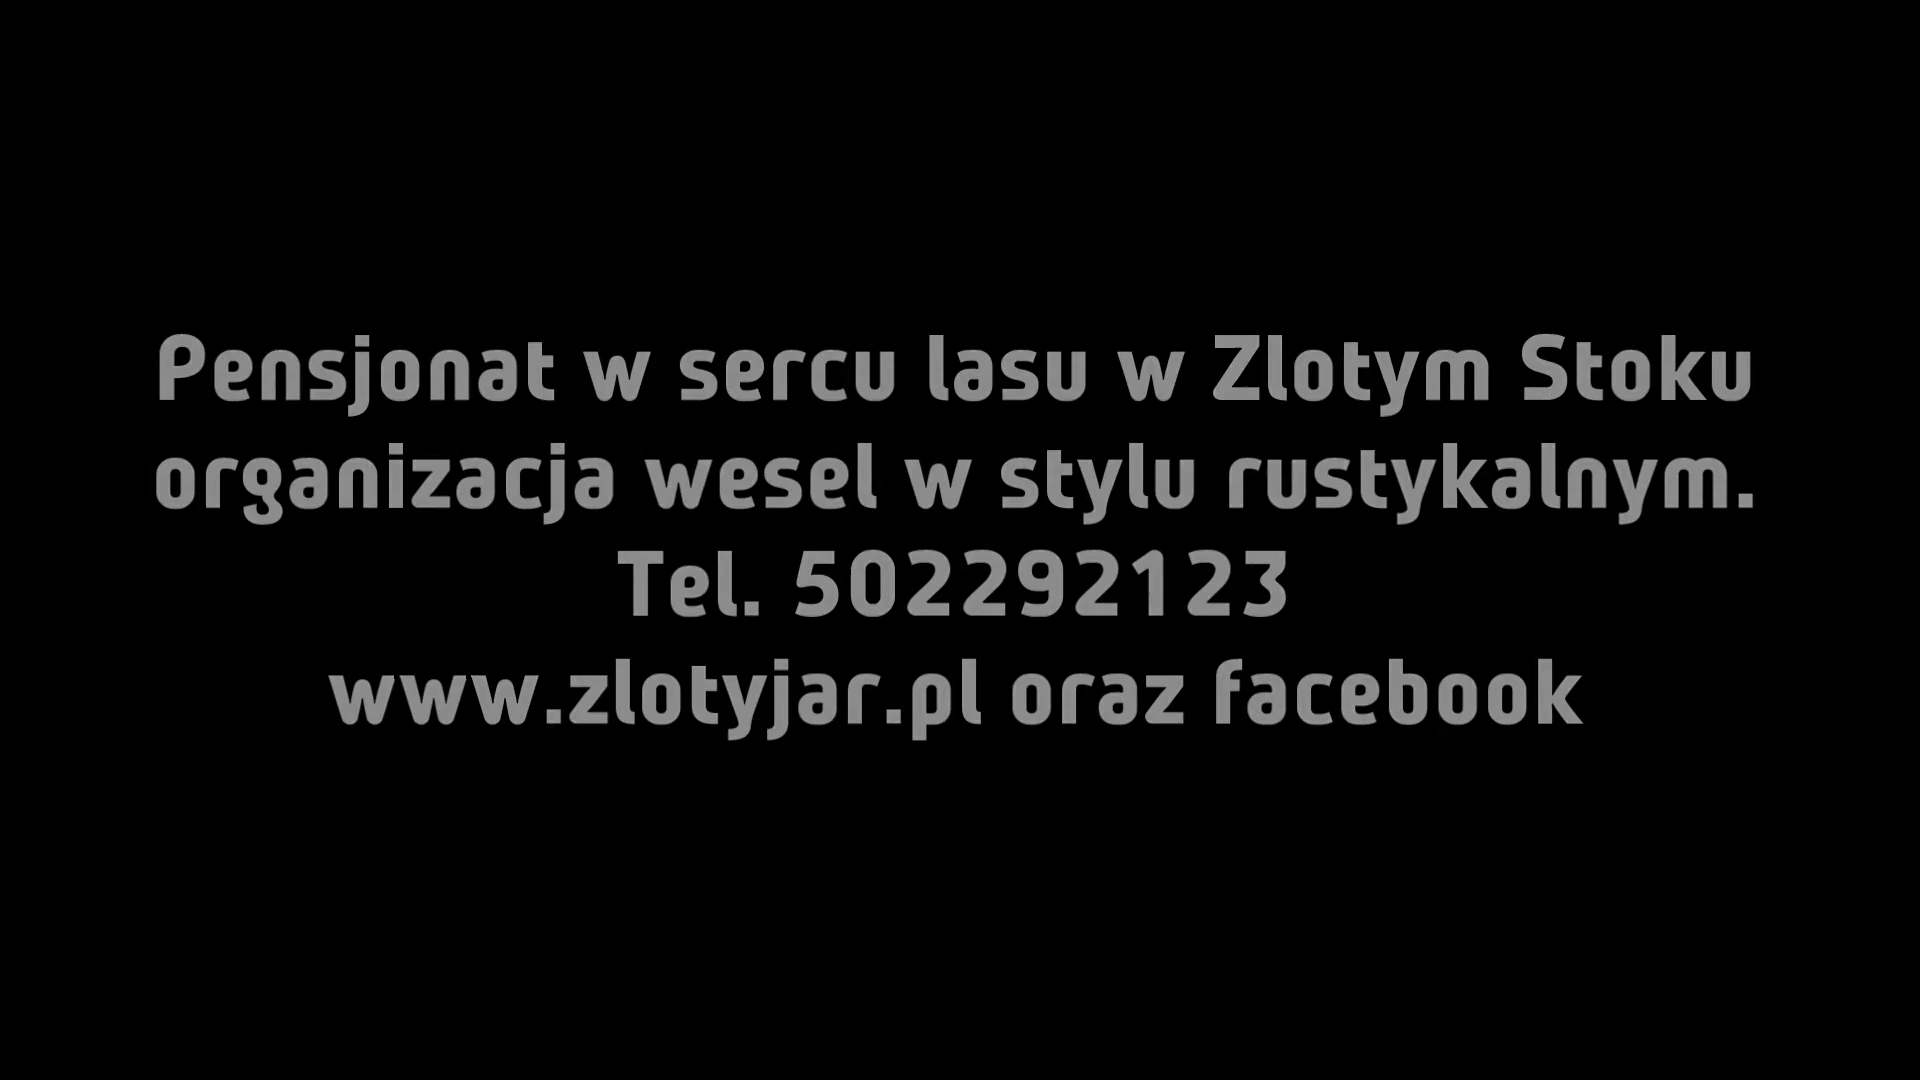 Pensjonat w sercu lasu w Zlotym Stoku
organizacja wesel w stylu rustykalnym.
Tel. 502292123
www.zlotyjar.pl oraz facebook